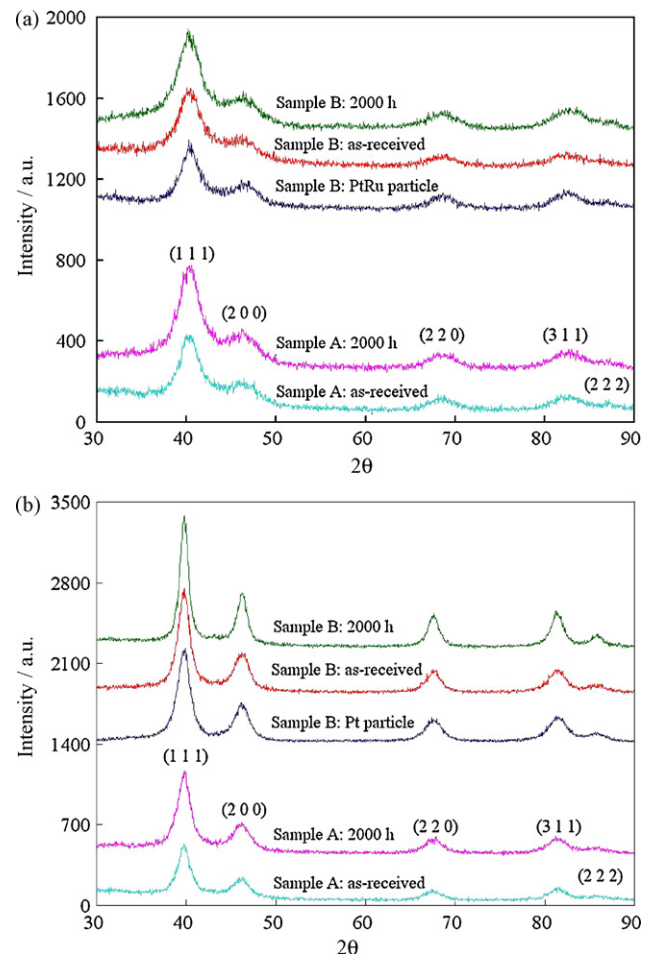 (a)
2000
1600
1200
800
400
0
Intensity / a.u.
Sample B: 2000 h
Sample B: as-received
Sample B: PtRu particle
(1 1 1)
(2 0 0)
(2 2 0)
(3 1 1)
Sample A: 2000 h
(2 2 2)
Sample A: as-received
30 40 50 60 70 80 90
2θ
(b)
3500
2800
2100
1400
700
0
Intensity / a.u.
Sample B: 2000 h
Sample B: as-received
Sample B: Pt particle
(1 1 1)
(2 0 0)
(2 2 0)
(3 1 1)
Sample A: 2000 h
(2 2 2)
Sample A: as-received
30 40 50 60 70 80 90
2θ